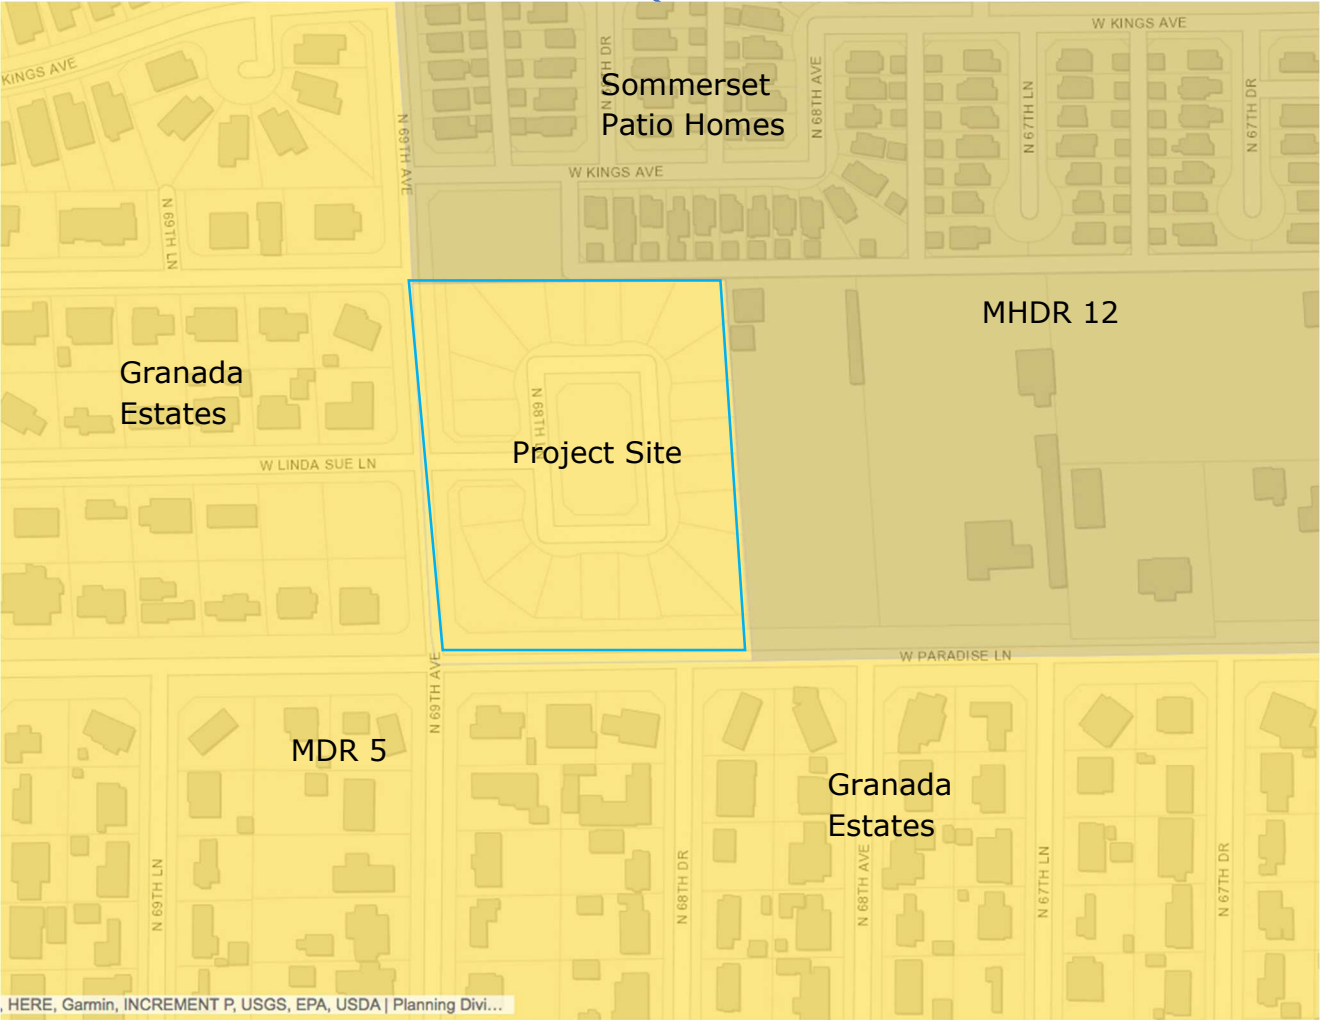 W KINGS AVE
KINGS AVE
N 69TH AVE
Sommerset
Patio Homes
N 68TH AVE
N 67TH LN
N 67TH DR
W KINGS AVE
N 69TH LN
MHDR 12
Granada
Estates
N 68TH LN
Project Site
W LINDA SUE LN
W PARADISE LN
N 69TH AVE
MDR 5
Granada
Estates
N 69TH LN
N 68TH DR
N 68TH AVE
N 67TH LN
N 67TH DR
, HERE, Garmin, INCREMENT P, USGS, EPA, USDA | Planning Divi...